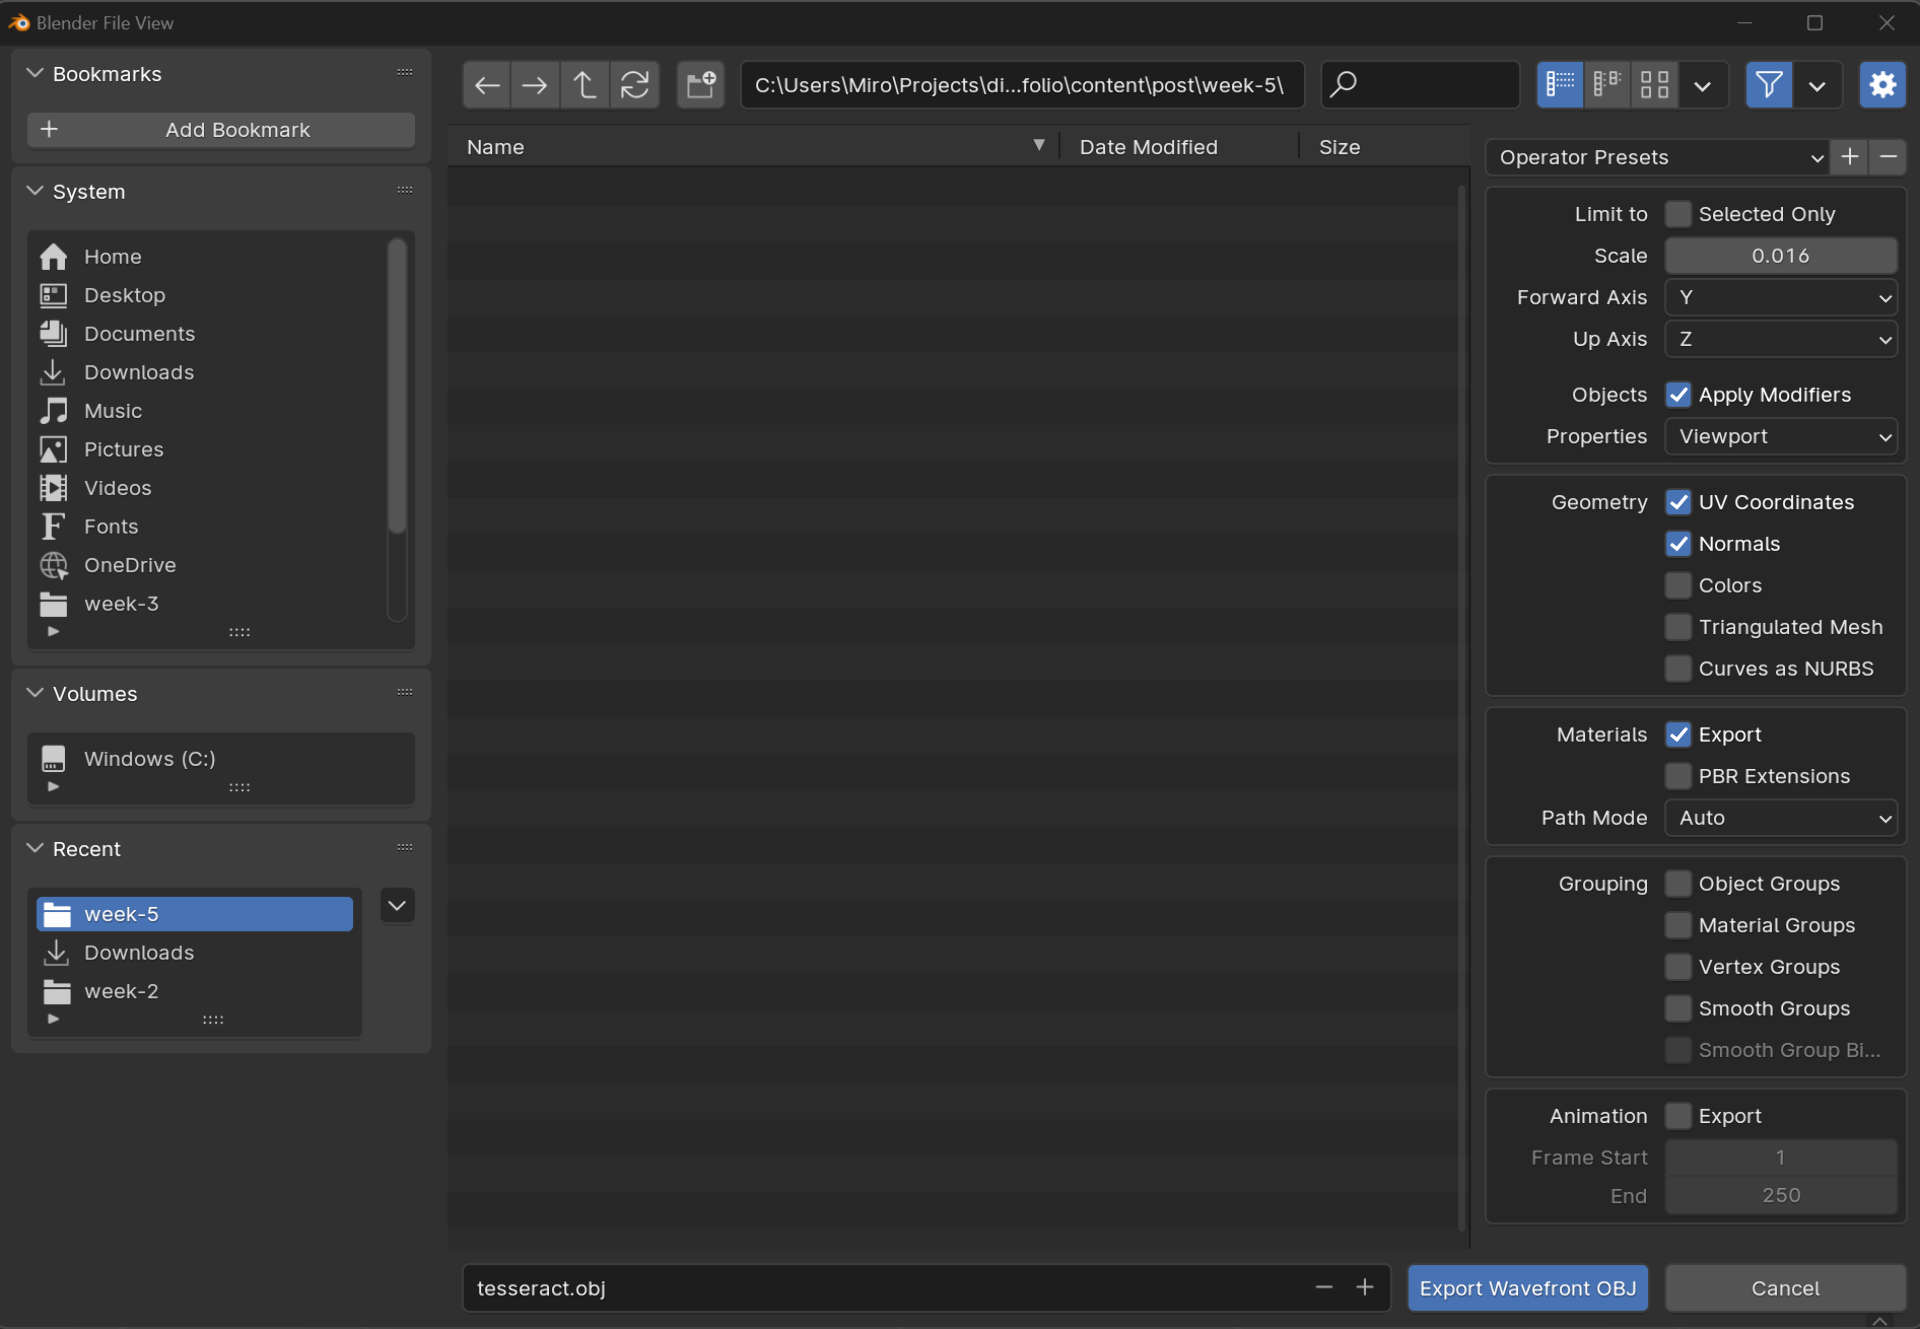 Blender File View
Bookmarks
Add Bookmark
System
Home
Desktop
Documents
Downloads
Music
Pictures
Videos
Fonts
OneDrive
week-3
Volumes
Windows (C:)
Recent
week-5
Downloads
week-2
C:\Users\Miro\Projects\di...folio\content\post\week-5\
Name Date Modified Size
tesseract.obj
Operator Presets
Limit to Selected Only
Scale 0.016
Forward Axis Y
Up Axis Z
Objects Apply Modifiers
Properties Viewport
Geometry UV Coordinates
Normals
Colors
Triangulated Mesh
Curves as NURBS
Materials Export
PBR Extensions
Path Mode Auto
Grouping Object Groups
Material Groups
Vertex Groups
Smooth Groups
Smooth Group Bi...
Animation Export
Frame Start 1
End 250
Export Wavefront OBJ Cancel